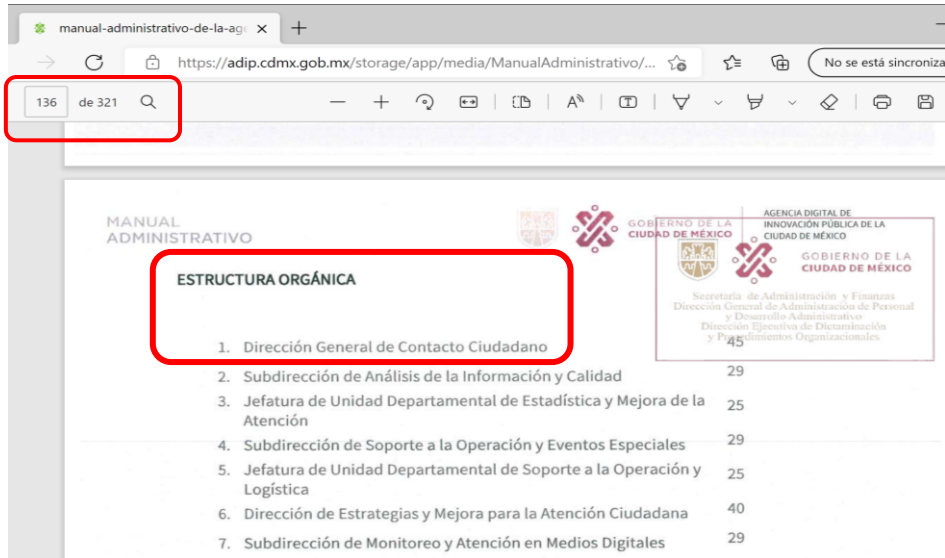 manual-administrativo-de-la-age
https://adip.cdmx.gob.mx/storage/app/media/ManualAdministrativo/...
No se está sincroniza
136 de 321
MANUAL
ADMINISTRATIVO
GOBIERNO DE LA
CIUDAD DE MÉXICO
AGENCIA DIGITAL DE
INNOVACIÓN PÚBLICA DE LA
CIUDAD DE MÉXICO
GOBIERNO DE LA
CIUDAD DE MÉXICO
Secretaría de Administración y Finanzas
Dirección General de Administración de Personal
y Desarrollo Administrativo
Dirección Ejecutiva de Dictaminación
y Procedimientos Organizacionales
ESTRUCTURA ORGÁNICA
1. Dirección General de Contacto Ciudadano 45
2. Subdirección de Análisis de la Información y Calidad 29
3. Jefatura de Unidad Departamental de Estadística y Mejora de la 25
Atención
4. Subdirección de Soporte a la Operación y Eventos Especiales 29
5. Jefatura de Unidad Departamental de Soporte a la Operación y 25
Logística
6. Dirección de Estrategias y Mejora para la Atención Ciudadana 40
7. Subdirección de Monitoreo y Atención en Medios Digitales 29